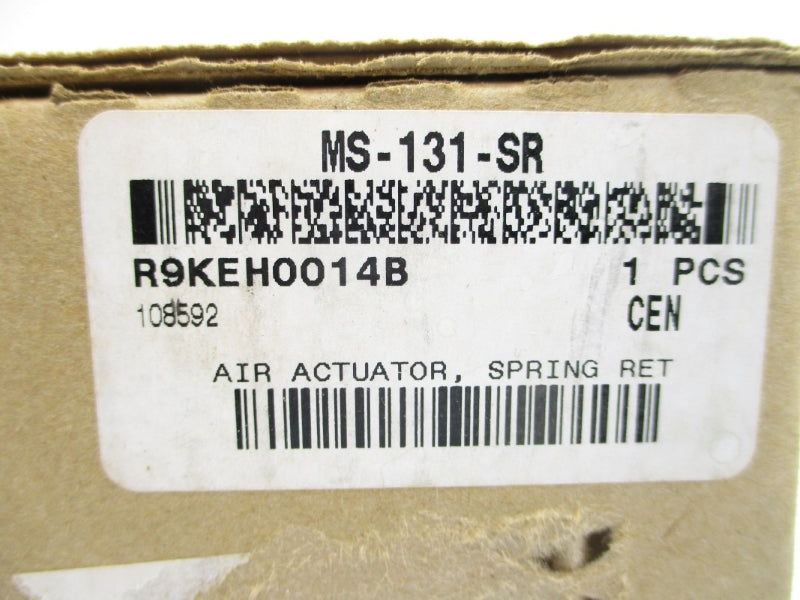 MS-131-SR
R9KEH0014B 1 PCS
108592 CEN
AIR ACTUATOR, SPRING RET